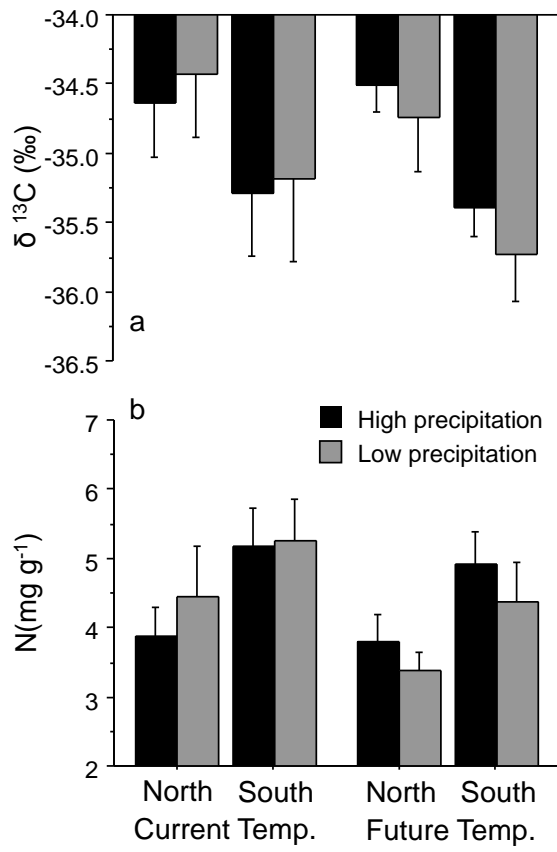 -34.0
-34.5
-35.0
-35.5
-36.0
-36.5
δ ¹³C (‰)
a
b
7
6
5
4
3
2
N(mg g⁻¹)
High precipitation
Low precipitation
North South North South
Current Temp. Future Temp.